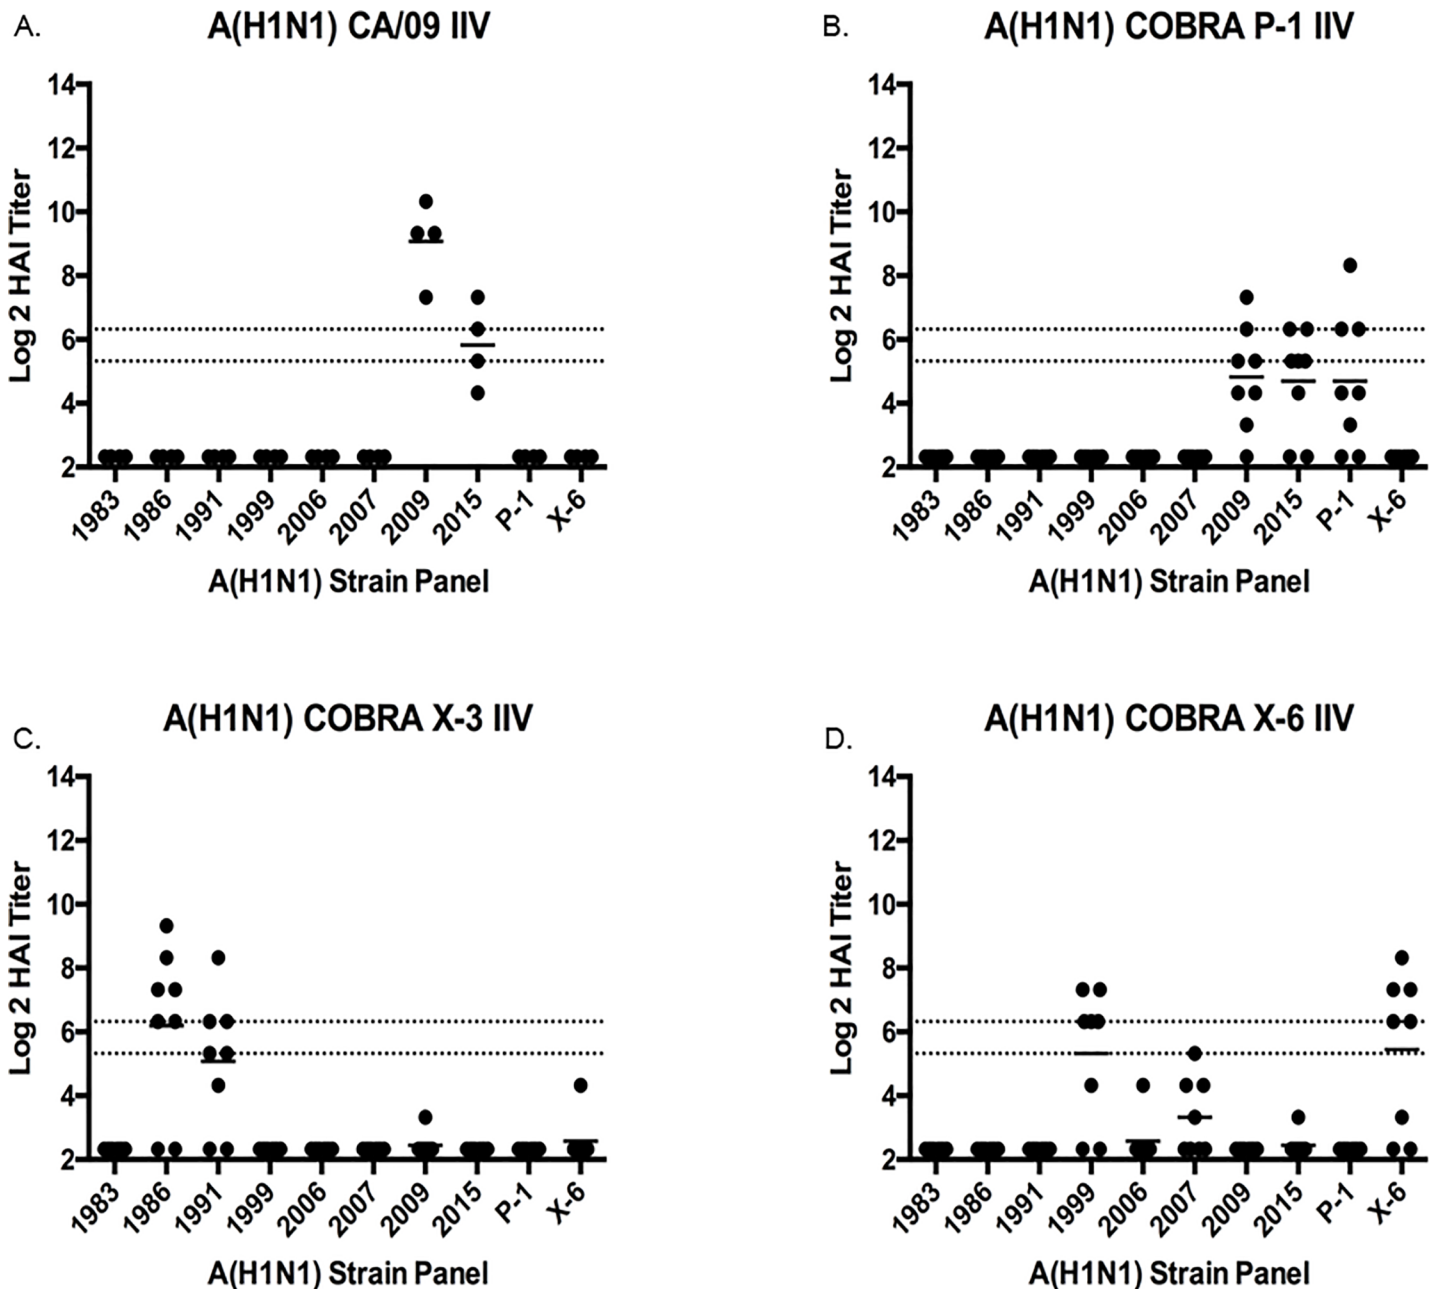 A.
A(H1N1) CA/09 IIV
14
12
10
8
6
4
2
Log 2 HAI Titer
1983
1986
1991
1999
2006
2007
2009
2015
P-1
X-6
A(H1N1) Strain Panel
B.
A(H1N1) COBRA P-1 IIV
14
12
10
8
6
4
2
Log 2 HAI Titer
1983
1986
1991
1999
2006
2007
2009
2015
P-1
X-6
A(H1N1) Strain Panel
C.
A(H1N1) COBRA X-3 IIV
14
12
10
8
6
4
2
Log 2 HAI Titer
1983
1986
1991
1999
2006
2007
2009
2015
P-1
X-6
A(H1N1) Strain Panel
D.
A(H1N1) COBRA X-6 IIV
14
12
10
8
6
4
2
Log 2 HAI Titer
1983
1986
1991
1999
2006
2007
2009
2015
P-1
X-6
A(H1N1) Strain Panel